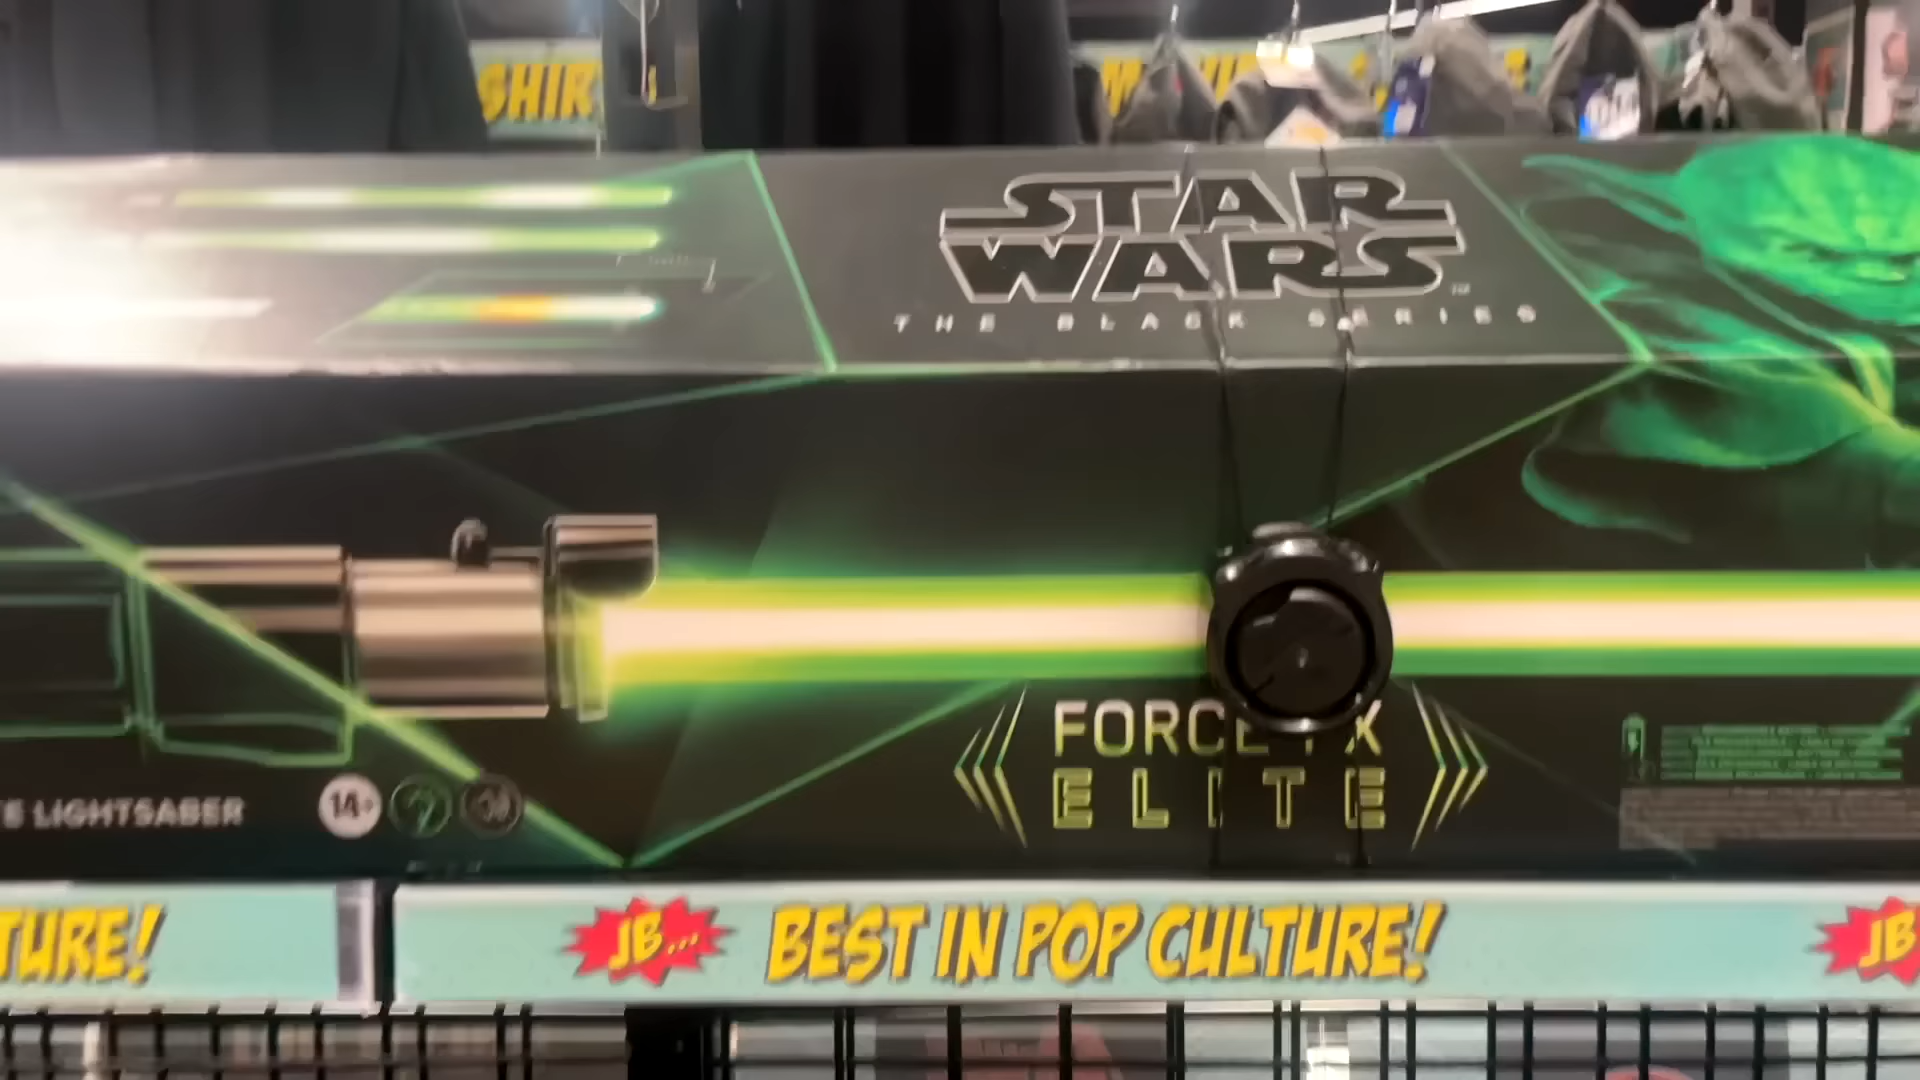 SHIR
STAR
WARS
THE BLACK SERIES
FORCE FX
ELITE
E LIGHTSABER
14+
TURE!
JB...
BEST IN POP CULTURE!
JB